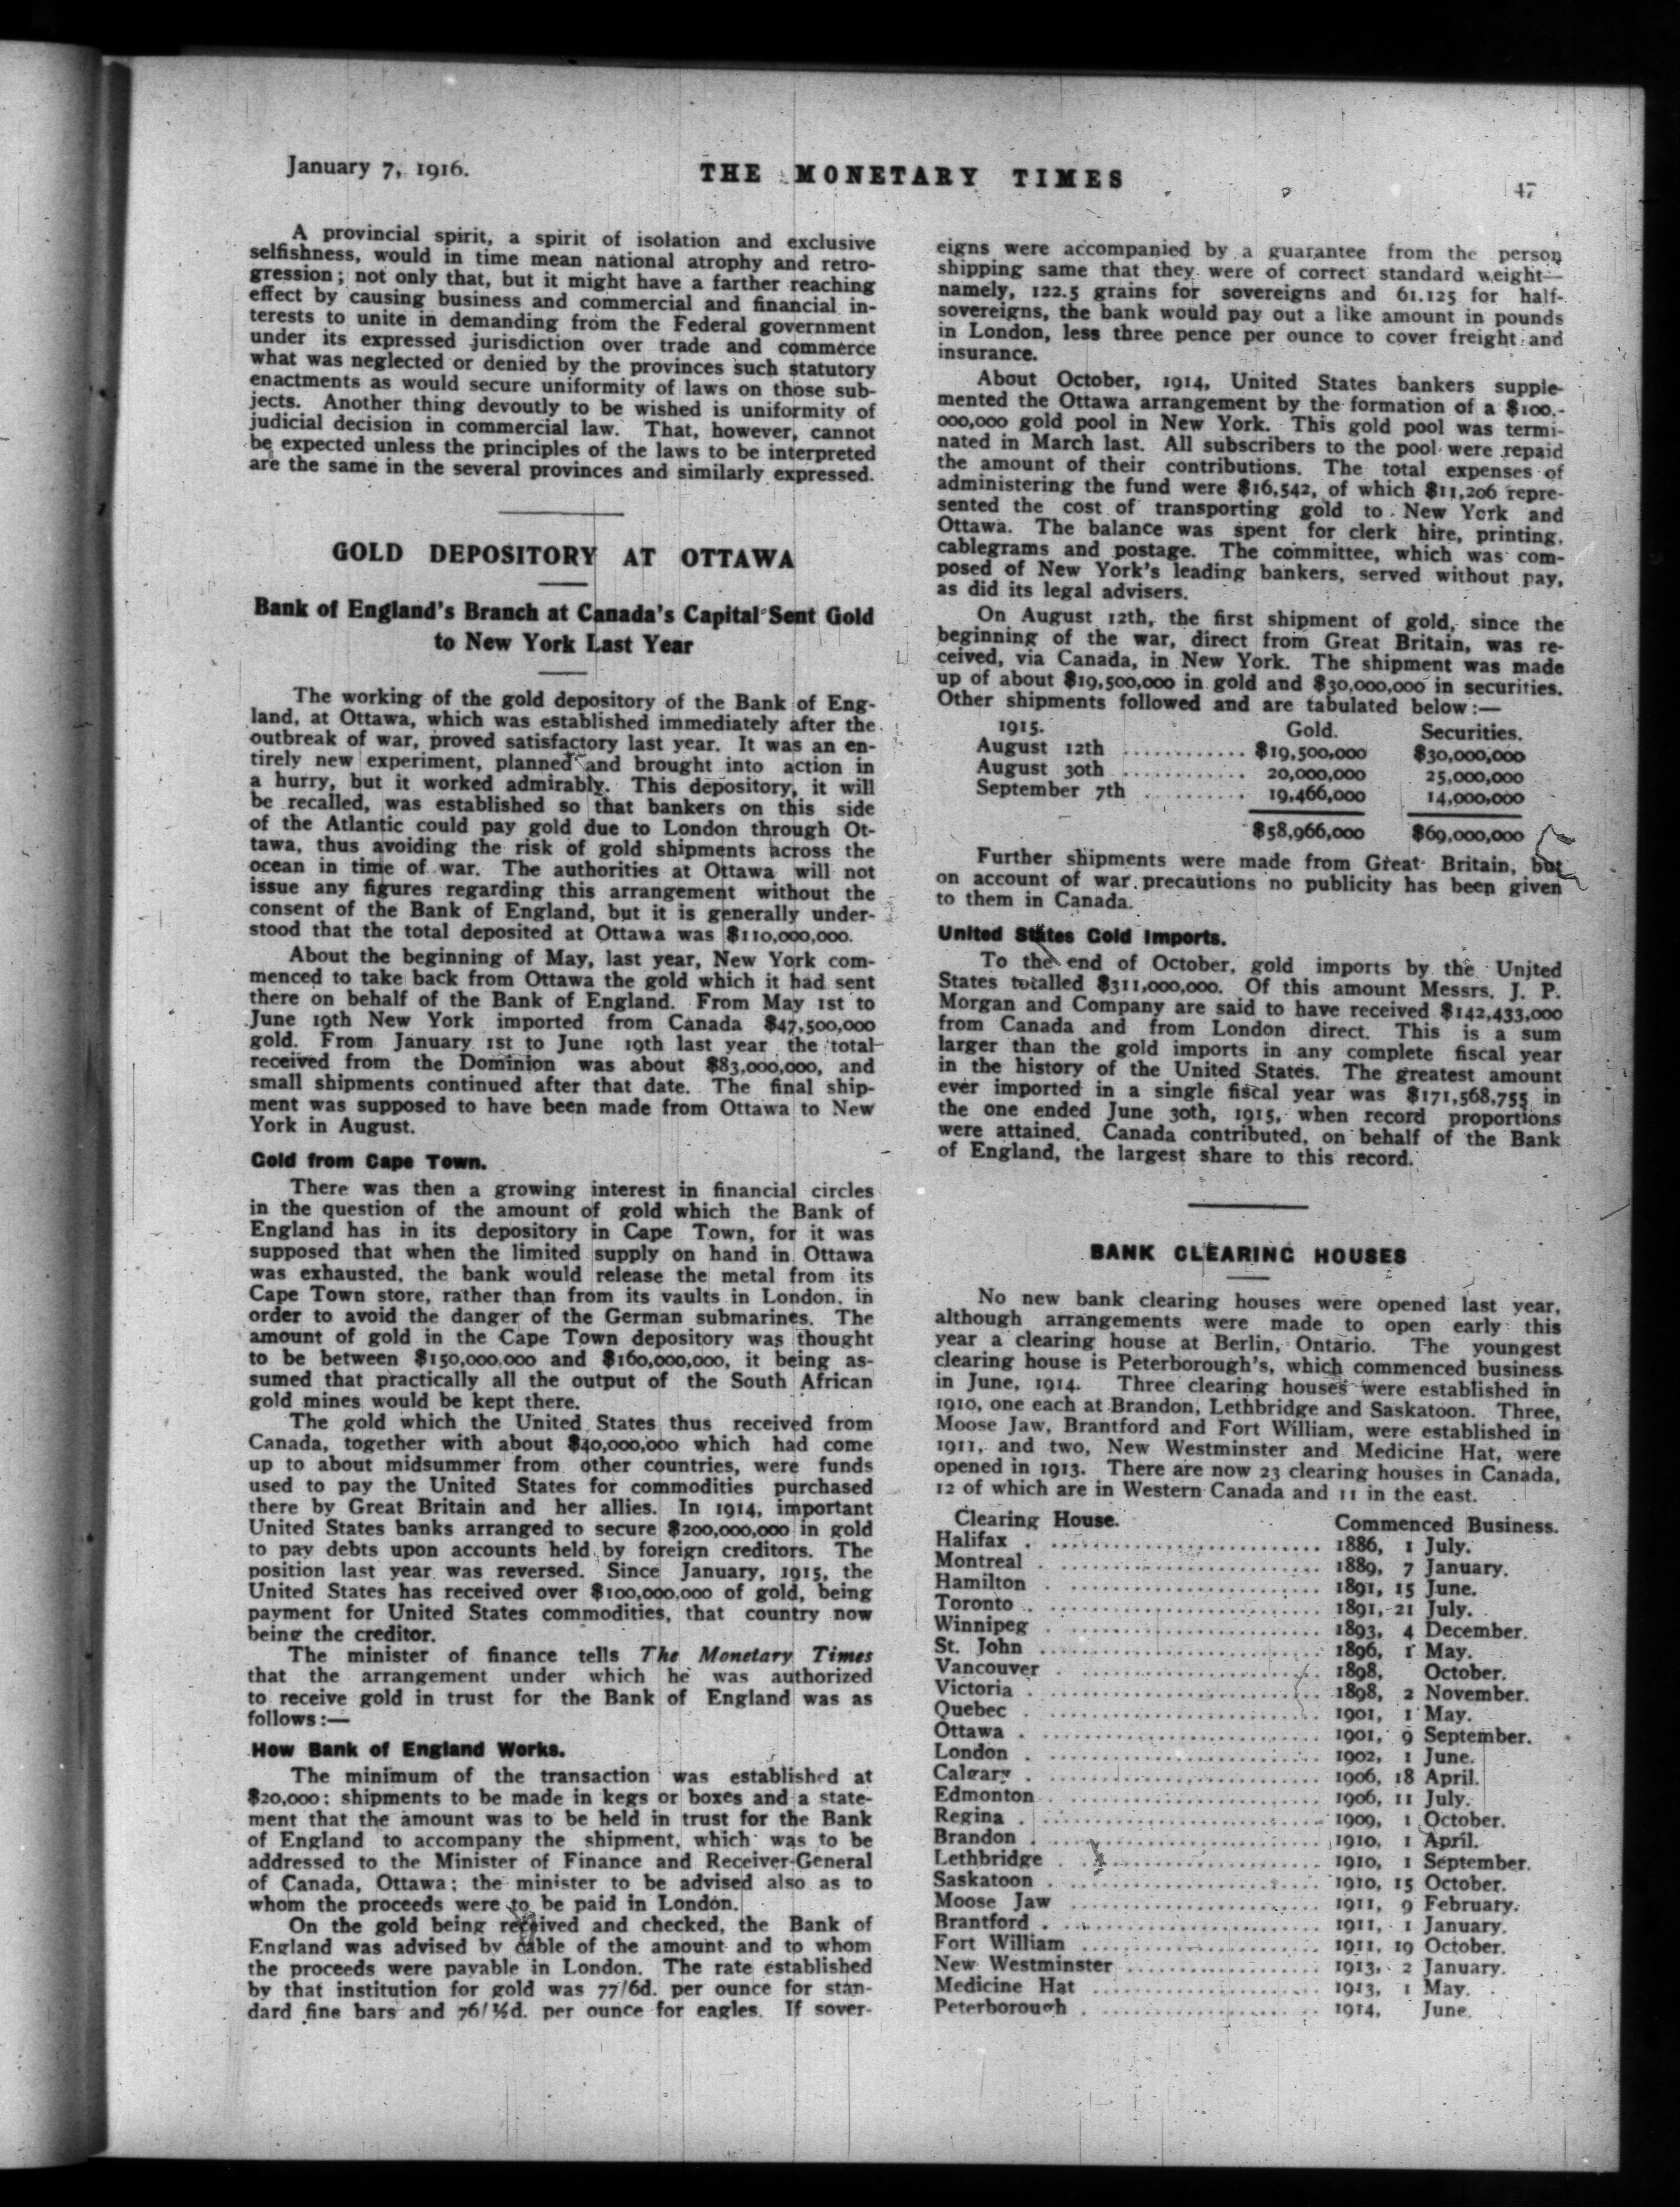 January 7, 1916.
THE MONETARY TIMES
47
A provincial spirit, a spirit of isolation and exclusive
selfishness, would in time mean national atrophy and retro-
gression; not only that, but it might have a farther reaching
effect by causing business and commercial and financial in-
terests to unite in demanding from the Federal government
under its expressed jurisdiction over trade and commerce
what was neglected or denied by the provinces such statutory
enactments as would secure uniformity of laws on those sub-
jects. Another thing devoutly to be wished is uniformity of
judicial decision in commercial law. That, however, cannot
be expected unless the principles of the laws to be interpreted
are the same in the several provinces and similarly expressed.
GOLD DEPOSITORY AT OTTAWA
Bank of England's Branch at Canada's Capital Sent Gold
to New York Last Year
The working of the gold depository of the Bank of Eng-
land, at Ottawa, which was established immediately after the
outbreak of war, proved satisfactory last year. It was an en-
tirely new experiment, planned and brought into action in
a hurry, but it worked admirably. This depository, it will
be recalled, was established so that bankers on this side
of the Atlantic could pay gold due to London through Ot-
tawa, thus avoiding the risk of gold shipments across the
ocean in time of war. The authorities at Ottawa will not
issue any figures regarding this arrangement without the
consent of the Bank of England, but it is generally under-
stood that the total deposited at Ottawa was $110,000,000.
About the beginning of May, last year, New York com-
menced to take back from Ottawa the gold which it had sent
there on behalf of the Bank of England. From May 1st to
June 19th New York imported from Canada $47,500,000
gold. From January 1st to June 19th last year the total
received from the Dominion was about $83,000,000, and
small shipments continued after that date. The final ship-
ment was supposed to have been made from Ottawa to New
York in August.
Gold from Cape Town.
There was then a growing interest in financial circles
in the question of the amount of gold which the Bank of
England has in its depository in Cape Town, for it was
supposed that when the limited supply on hand in Ottawa
was exhausted, the bank would release the metal from its
Cape Town store, rather than from its vaults in London, in
order to avoid the danger of the German submarines. The
amount of gold in the Cape Town depository was thought
to be between $150,000,000 and $160,000,000, it being as-
sumed that practically all the output of the South African
gold mines would be kept there.
The gold which the United States thus received from
Canada, together with about $40,000,000 which had come
up to about midsummer from other countries, were funds
used to pay the United States for commodities purchased
there by Great Britain and her allies. In 1914, important
United States banks arranged to secure $200,000,000 in gold
to pay debts upon accounts held by foreign creditors. The
position last year was reversed. Since January, 1915, the
United States has received over $100,000,000 of gold, being
payment for United States commodities, that country now
being the creditor.
The minister of finance tells The Monetary Times
that the arrangement under which he was authorized
to receive gold in trust for the Bank of England was as
follows:—
How Bank of England Works.
The minimum of the transaction was established at
$20,000; shipments to be made in kegs or boxes and a state-
ment that the amount was to be held in trust for the Bank
of England to accompany the shipment, which was to be
addressed to the Minister of Finance and Receiver-General
of Canada, Ottawa; the minister to be advised also as to
whom the proceeds were to be paid in London.
On the gold being received and checked, the Bank of
England was advised by cable of the amount and to whom
the proceeds were payable in London. The rate established
by that institution for gold was 77/6d. per ounce for stan-
dard fine bars and 76/½d. per ounce for eagles. If sover-
eigns were accompanied by a guarantee from the person
shipping same that they were of correct standard weight—
namely, 122.5 grains for sovereigns and 61.125 for half-
sovereigns, the bank would pay out a like amount in pounds
in London, less three pence per ounce to cover freight and
insurance.
About October, 1914, United States bankers supple-
mented the Ottawa arrangement by the formation of a $100,-
000,000 gold pool in New York. This gold pool was termi-
nated in March last. All subscribers to the pool were repaid
the amount of their contributions. The total expenses of
administering the fund were $16,542, of which $11,206 repre-
sented the cost of transporting gold to New York and
Ottawa. The balance was spent for clerk hire, printing,
cablegrams and postage. The committee, which was com-
posed of New York's leading bankers, served without pay,
as did its legal advisers.
On August 12th, the first shipment of gold, since the
beginning of the war, direct from Great Britain, was re-
ceived, via Canada, in New York. The shipment was made
up of about $19,500,000 in gold and $30,000,000 in securities.
Other shipments followed and are tabulated below:—
1915. Gold. Securities.
August 12th ............ $19,500,000 $30,000,000
August 30th ............ 20,000,000 25,000,000
September 7th .......... 19,466,000 14,000,000
$58,966,000 $69,000,000
Further shipments were made from Great Britain, but
on account of war precautions no publicity has been given
to them in Canada.
United States Gold Imports.
To the end of October, gold imports by the United
States totalled $311,000,000. Of this amount Messrs. J. P.
Morgan and Company are said to have received $142,433,000
from Canada and from London direct. This is a sum
larger than the gold imports in any complete fiscal year
in the history of the United States. The greatest amount
ever imported in a single fiscal year was $171,568,755 in
the one ended June 30th, 1915, when record proportions
were attained. Canada contributed, on behalf of the Bank
of England, the largest share to this record.
BANK CLEARING HOUSES
No new bank clearing houses were opened last year,
although arrangements were made to open early this
year a clearing house at Berlin, Ontario. The youngest
clearing house is Peterborough's, which commenced business
in June, 1914. Three clearing houses were established in
1910, one each at Brandon, Lethbridge and Saskatoon. Three,
Moose Jaw, Brantford and Fort William, were established in
1911, and two, New Westminster and Medicine Hat, were
opened in 1913. There are now 23 clearing houses in Canada,
12 of which are in Western Canada and 11 in the east.
Clearing House. Commenced Business.
Halifax ............ 1886, 1 July.
Montreal ............ 1889, 7 January.
Hamilton ............ 1891, 15 June.
Toronto ............ 1891, 21 July.
Winnipeg ............ 1893, 4 December.
St. John ............ 1896, 1 May.
Vancouver ............ 1898, October.
Victoria ............ 1898, 2 November.
Quebec ............ 1901, 1 May.
Ottawa ............ 1901, 9 September.
London ............ 1902, 1 June.
Calgary ............ 1906, 18 April.
Edmonton ............ 1906, 11 July.
Regina ............ 1909, 1 October.
Brandon ............ 1910, 1 April.
Lethbridge ............ 1910, 1 September.
Saskatoon ............ 1910, 15 October.
Moose Jaw ............ 1911, 9 February.
Brantford ............ 1911, 1 January.
Fort William ............ 1911, 19 October.
New Westminster ............ 1913, 2 January.
Medicine Hat ............ 1913, 1 May.
Peterborough ............ 1914, June.